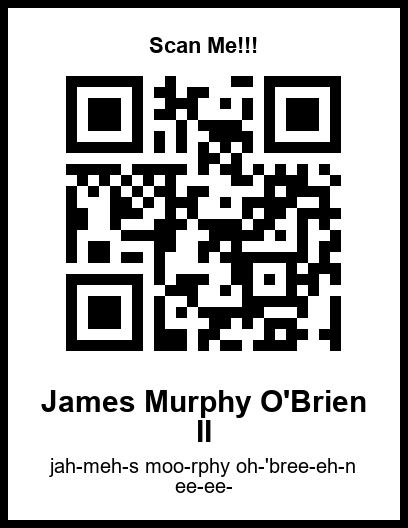 Scan Me!!!
James Murphy O'Brien
II
jah-meh-s moo-rphy oh-'bree-eh-n
ee-ee-